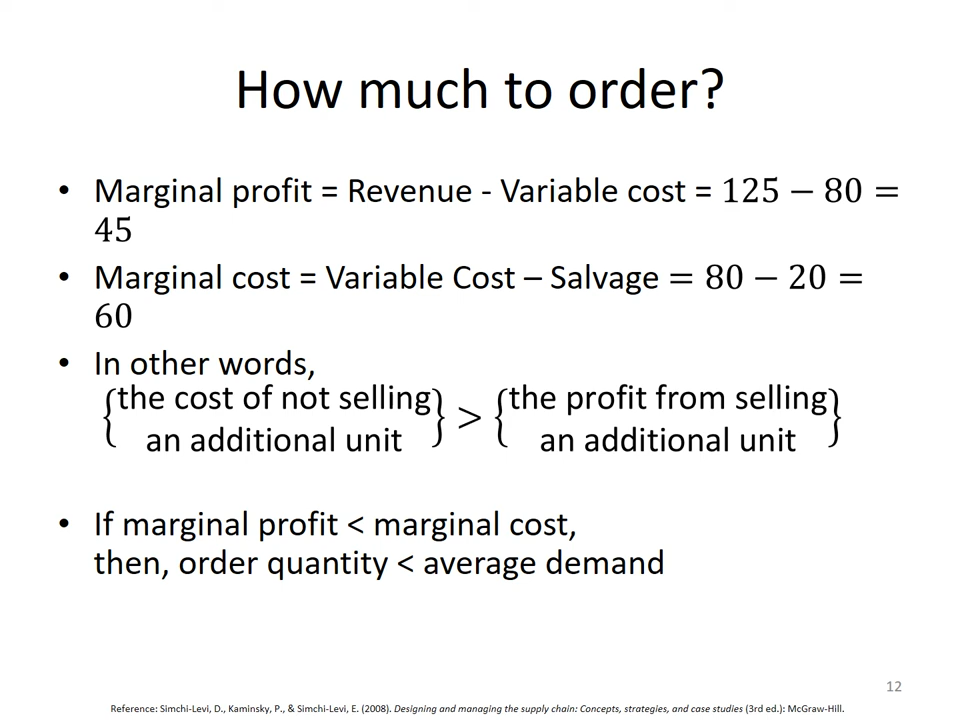 How much to order?
• Marginal profit = Revenue - Variable cost = 125 − 80 =
45
• Marginal cost = Variable Cost – Salvage = 80 − 20 =
60
• In other words,
{the cost of not selling an additional unit} > {the profit from selling an additional unit}
• If marginal profit < marginal cost,
then, order quantity < average demand
12
Reference: Simchi-Levi, D., Kaminsky, P., & Simchi-Levi, E. (2008). Designing and managing the supply chain: Concepts, strategies, and case studies (3rd ed.): McGraw-Hill.